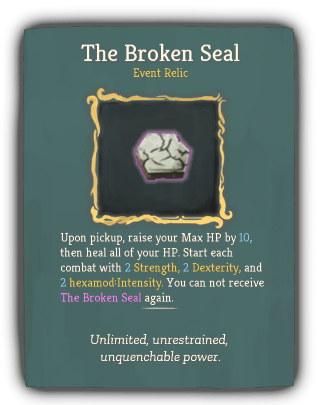 The Broken Seal
Event Relic
Upon pickup, raise your Max HP by 10,
then heal all of your HP. Start each
combat with 2 Strength, 2 Dexterity, and
2 hexamod:Intensity. You can not receive
The Broken Seal again.
Unlimited, unrestrained,
unquenchable power.